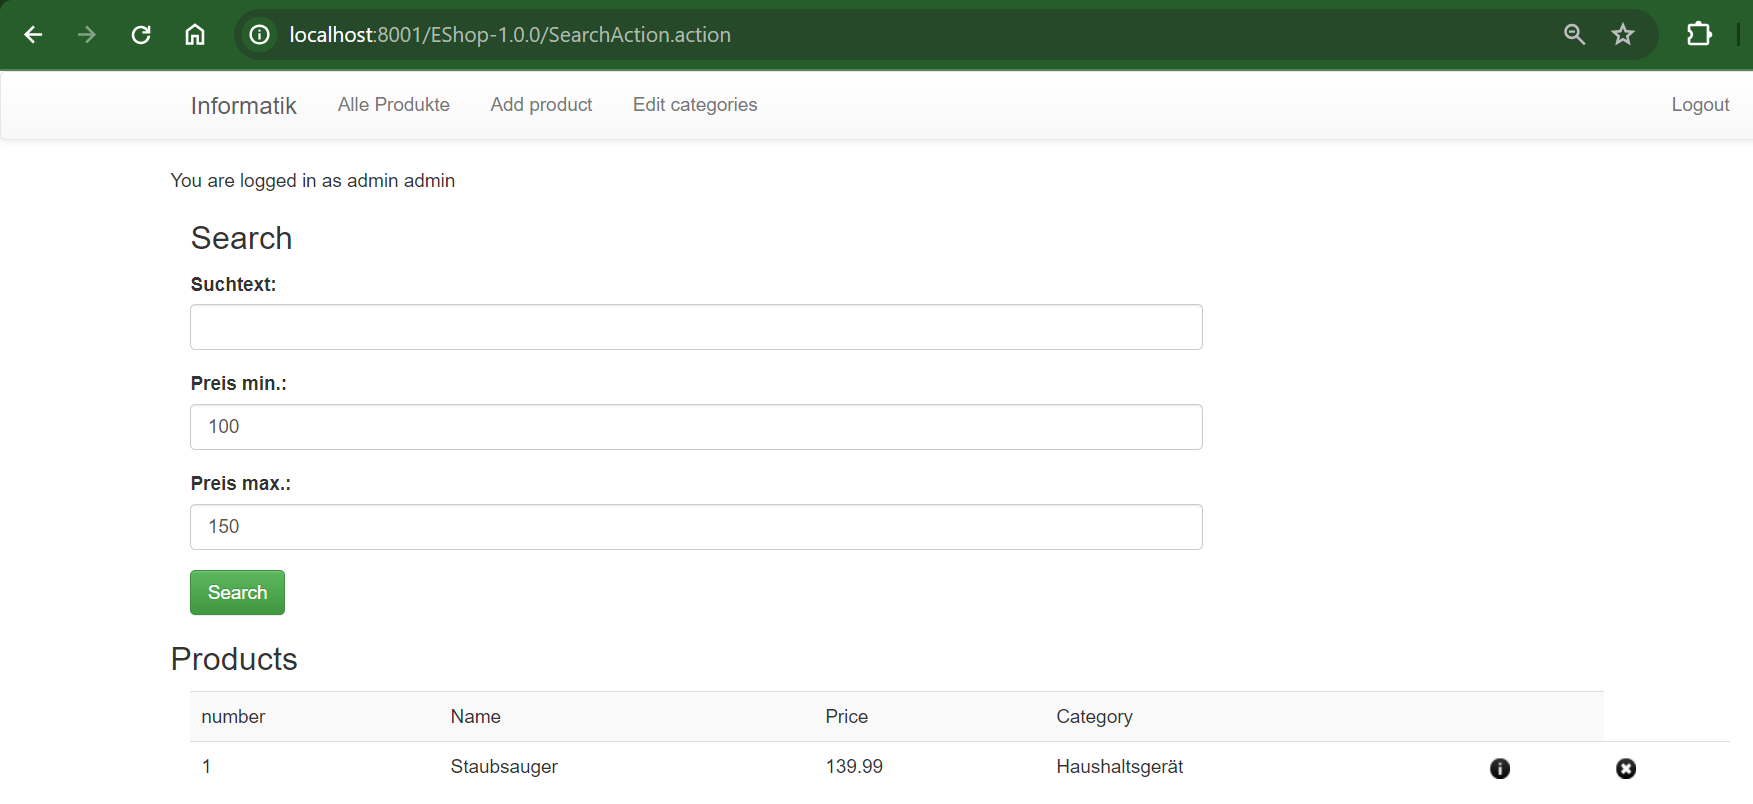 localhost:8001/EShop-1.0.0/SearchAction.action
Informatik Alle Produkte Add product Edit categories Logout
You are logged in as admin admin
Search
Suchtext:
Preis min.:
100
Preis max.:
150
Search
Products
number Name Price Category
1 Staubsauger 139.99 Haushaltsgerät